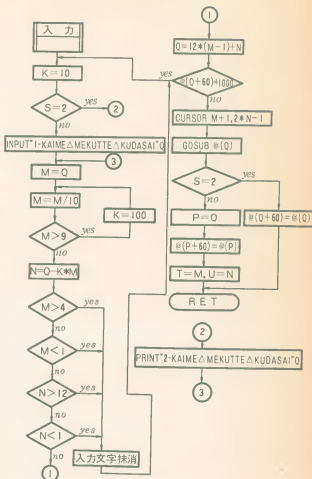 入力
K=10
S=2
yes
②
no
INPUT"1-KAIME△MEKUTTE△KUDASAI"Q
③
M=Q
M=M/10
K=100
M>9
yes
no
N=Q-K*M
M>4
yes
no
M<1
yes
no
N>12
yes
no
N<1
yes
no
入力文字抹消
①
①
Q=12*(M-1)+N
@(Q+60)=1000
yes
no
CURSOR M+1,2*N-1
GOSUB @(Q)
S=2
yes
no
P=Q
@(Q+60)=@(Q)
@(P+60)=@(P)
T=M,U=N
RET
②
PRINT"2-KAIME△MEKUTTE△KUDASAI"Q
③